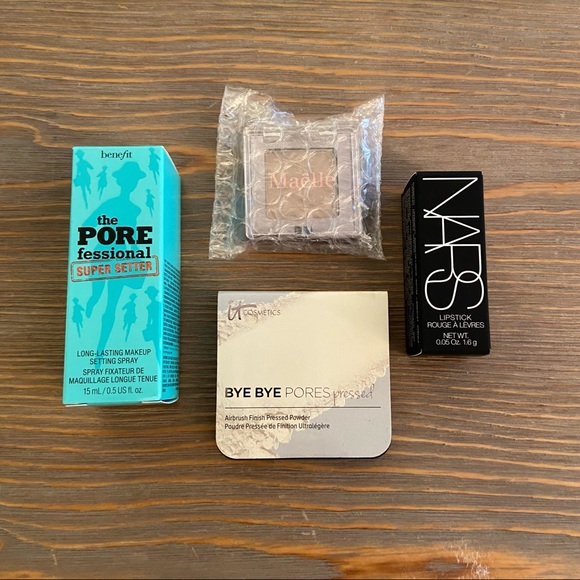 benefit
the
PORE
fessional
SUPER SETTER
LONG-LASTING MAKEUP
SETTING SPRAY
SPRAY FIXATEUR DE
MAQUILLAGE LONGUE TENUE
15 mL / 0.5 US fl. oz.
Maëlle
IT COSMETICS
BYE BYE PORES pressed
Airbrush Finish Pressed Powder
Poudre Pressée de Finition Ultralégère
NARS
LIPSTICK
ROUGE À LÈVRES
NET WT.
0.05 Oz. 1.6 g